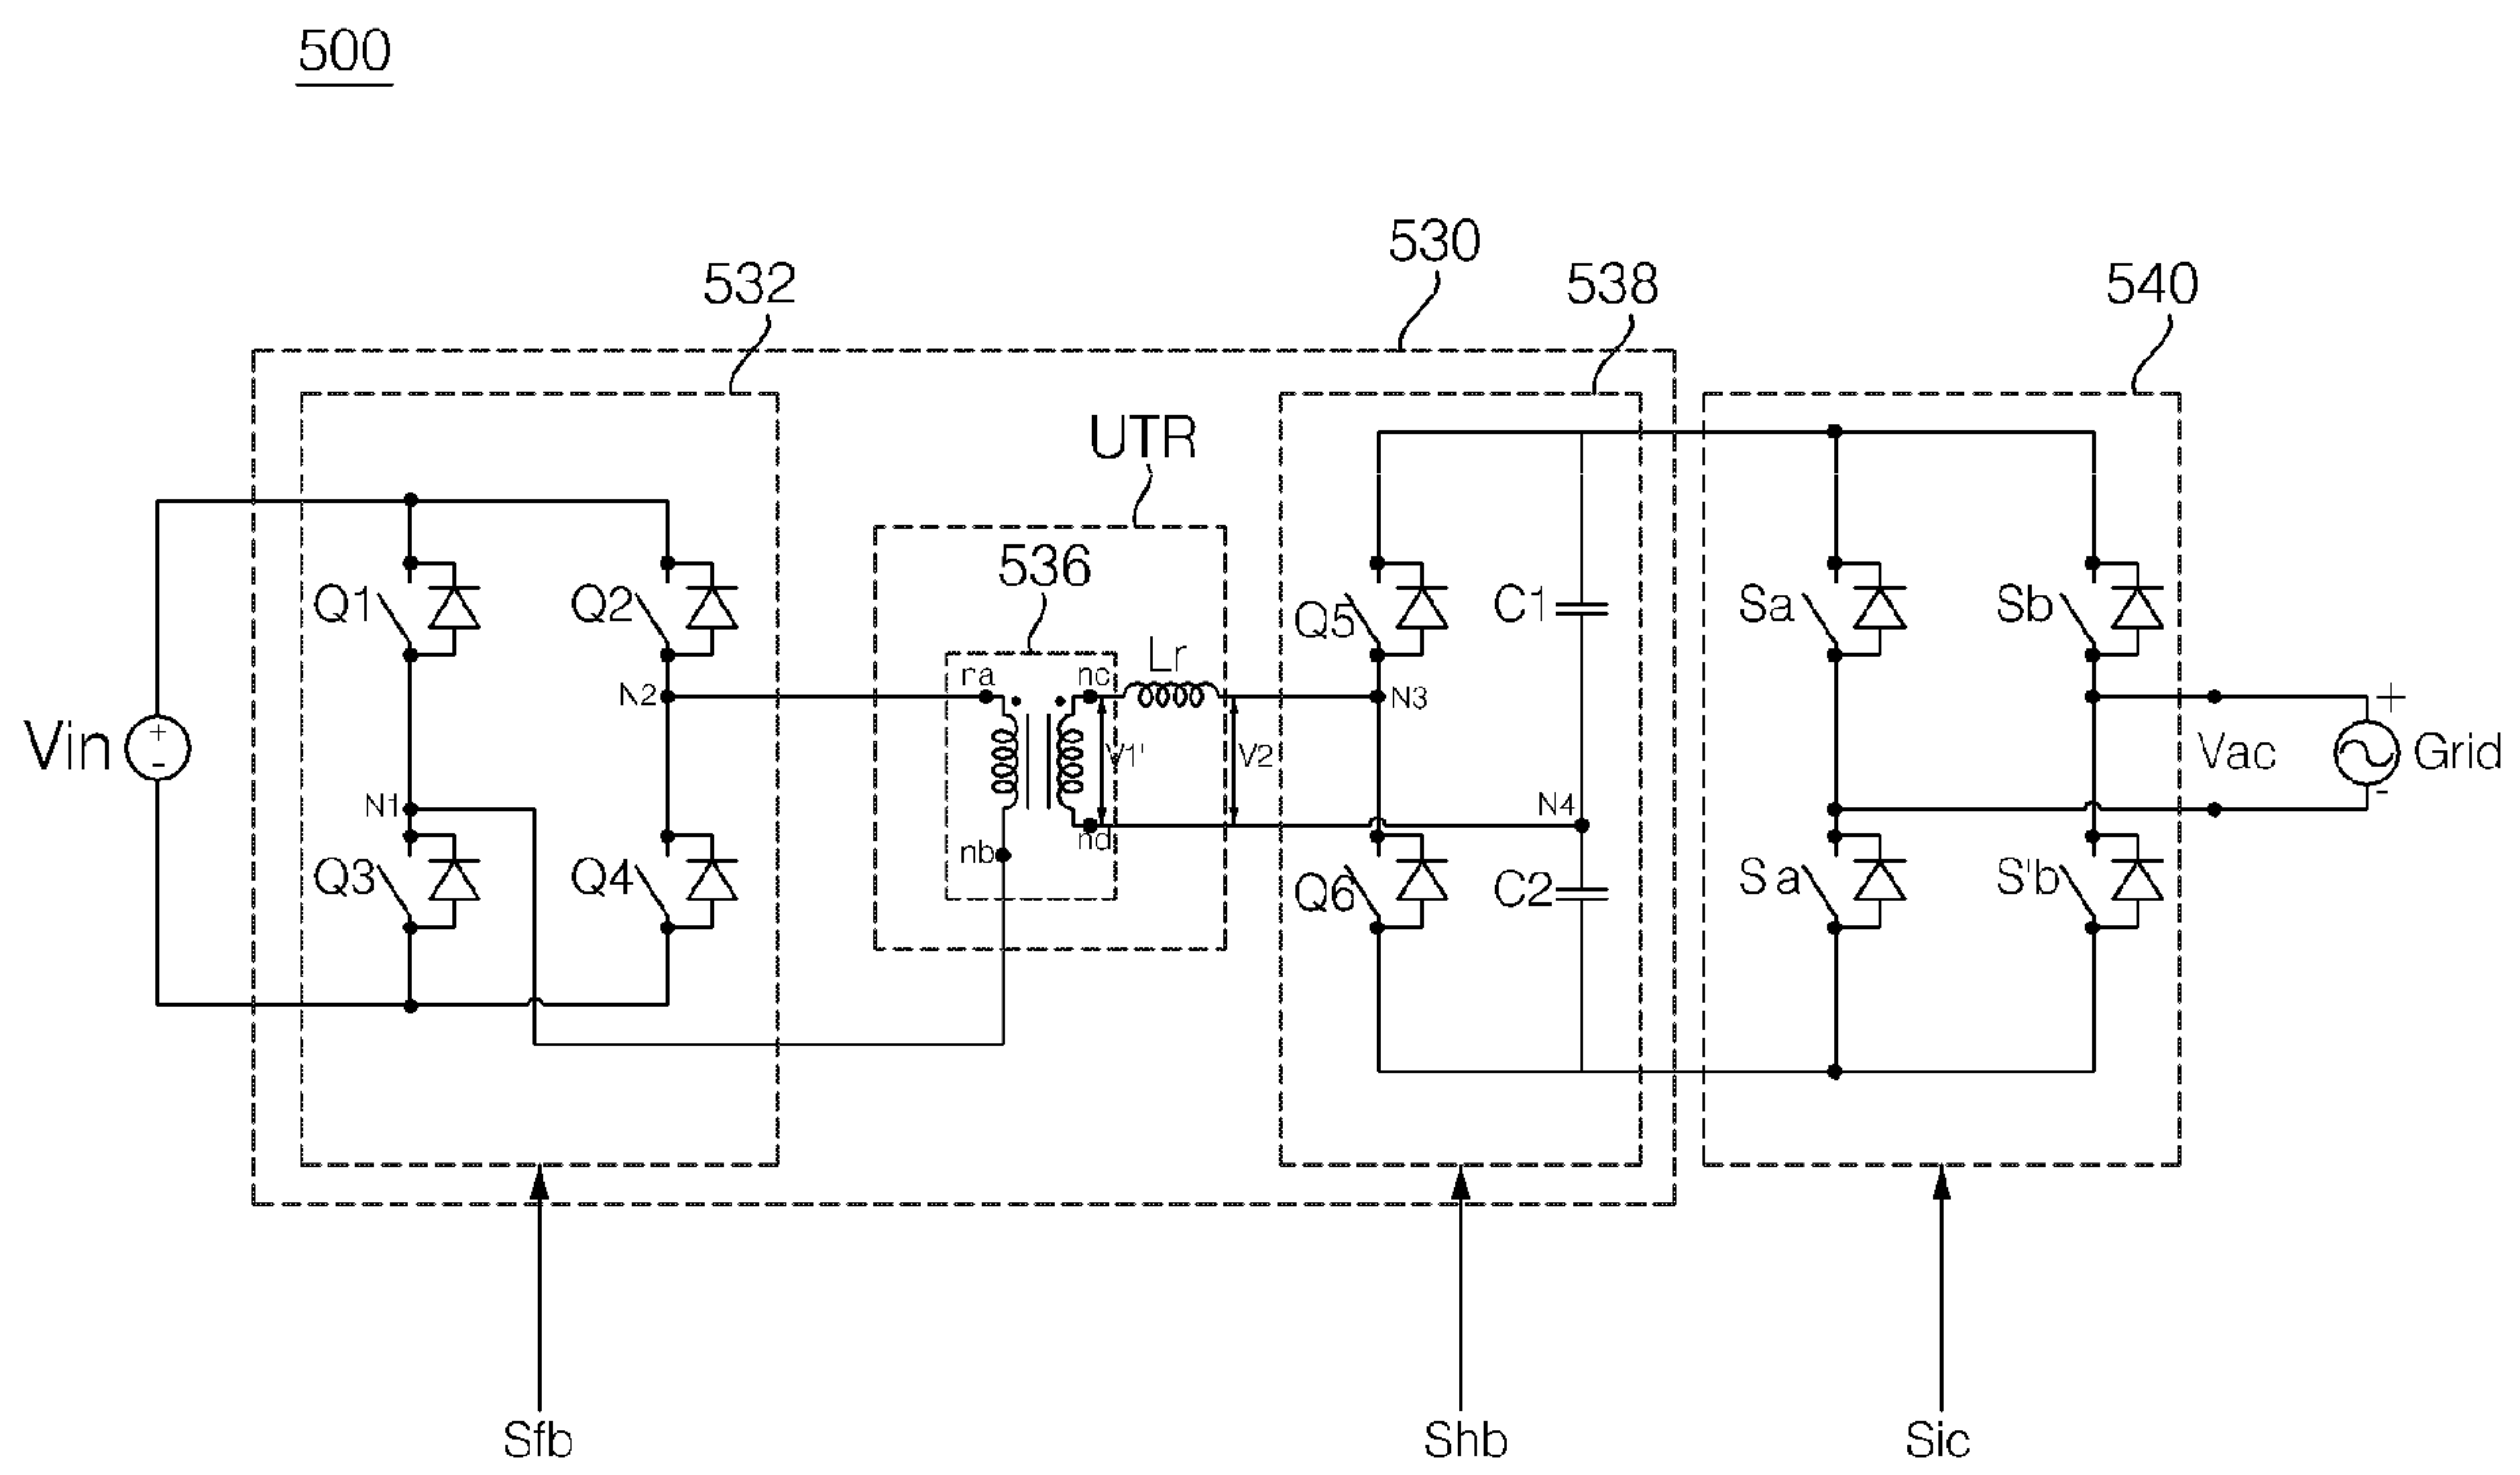 500
530
532
538
540
UTR
536
Q1
Q2
Q5
C1
Sa
Sb
Lr
na
nc
N2
N3
Vin
+
-
V1'
V2
Vac
+
Grid
-
N1
N4
nb
nd
Q3
Q4
Q6
C2
Sa
S'b
Sfb
Shb
Sic